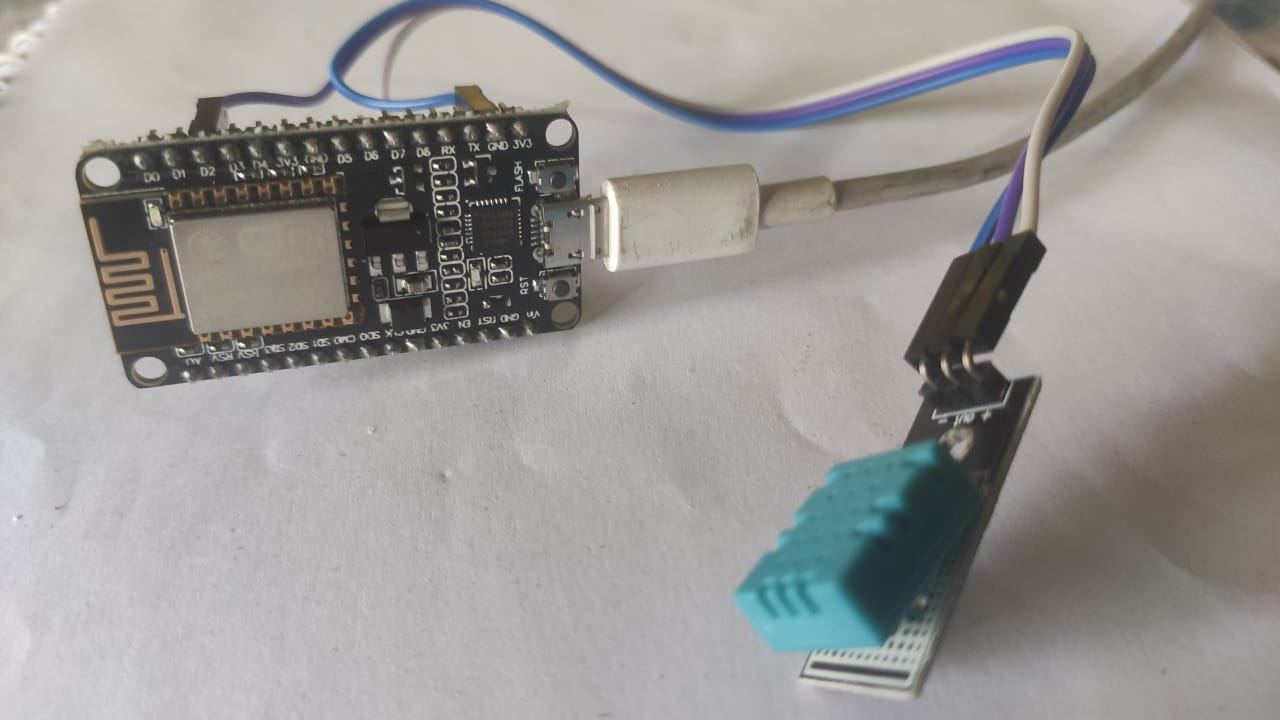 D0 D1 D2 D3 D4 3V3 GND D5 D6 D7 D8 RX TX GND 3V3
FLASH
RST
A0 RSV RSV SD3 SD2 SD1 CMD SD0 CLK GND 3V3 EN RST GND Vin
+ out -